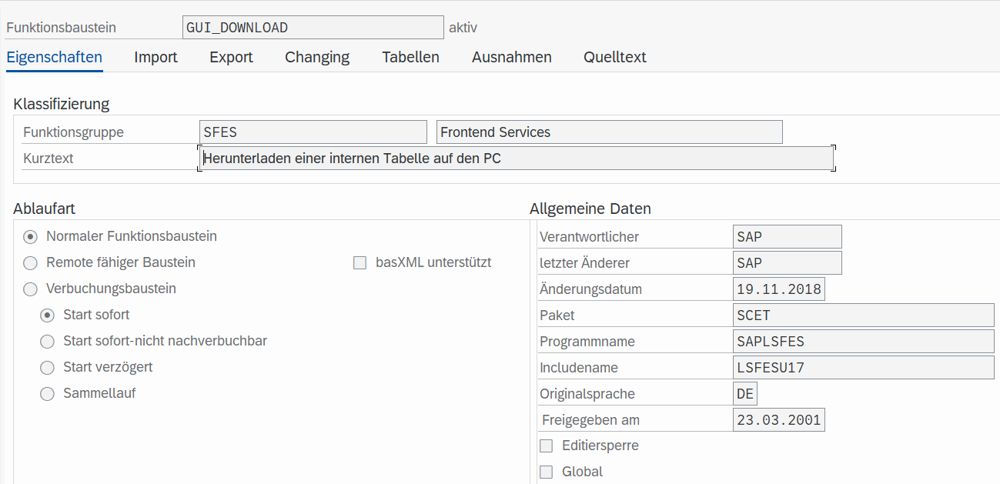 Funktionsbaustein GUI_DOWNLOAD aktiv
Eigenschaften Import Export Changing Tabellen Ausnahmen Quelltext
Klassifizierung
Funktionsgruppe SFES Frontend Services
Kurztext Herunterladen einer internen Tabelle auf den PC
Ablaufart
Normaler Funktionsbaustein
Remote fähiger Baustein basXML unterstützt
Verbuchungsbaustein
Start sofort
Start sofort-nicht nachverbuchbar
Start verzögert
Sammellauf
Allgemeine Daten
Verantwortlicher SAP
letzter Änderer SAP
Änderungsdatum 19.11.2018
Paket SCET
Programmname SAPLSFES
Includename LSFESU17
Originalsprache DE
Freigegeben am 23.03.2001
Editiersperre
Global